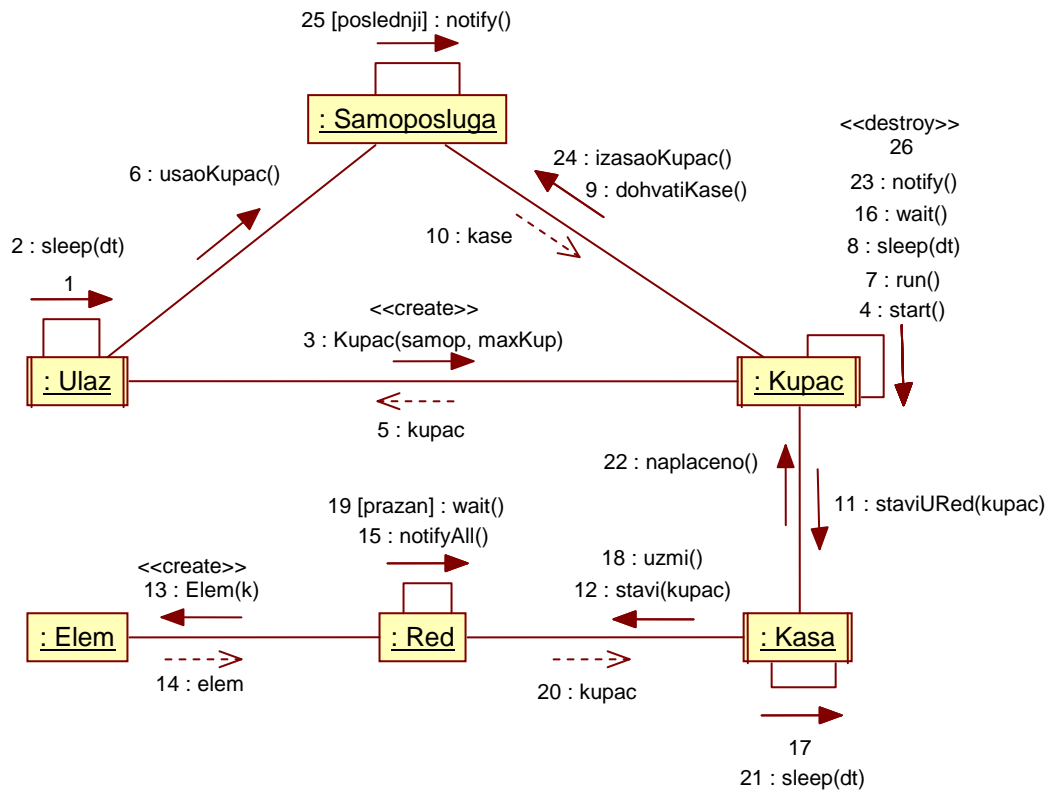 25 [poslednji] : notify()
: Samoposluga
<<destroy>>
26
24 : izasaoKupac()
6 : usaoKupac()
23 : notify()
9 : dohvatiKase()
16 : wait()
10 : kase
2 : sleep(dt)
8 : sleep(dt)
1
7 : run()
<<create>>
4 : start()
3 : Kupac(samop, maxKup)
: Ulaz
: Kupac
5 : kupac
22 : naplaceno()
11 : staviURed(kupac)
19 [prazan] : wait()
15 : notifyAll()
18 : uzmi()
<<create>>
13 : Elem(k)
12 : stavi(kupac)
: Elem
: Red
: Kasa
14 : elem
20 : kupac
17
21 : sleep(dt)